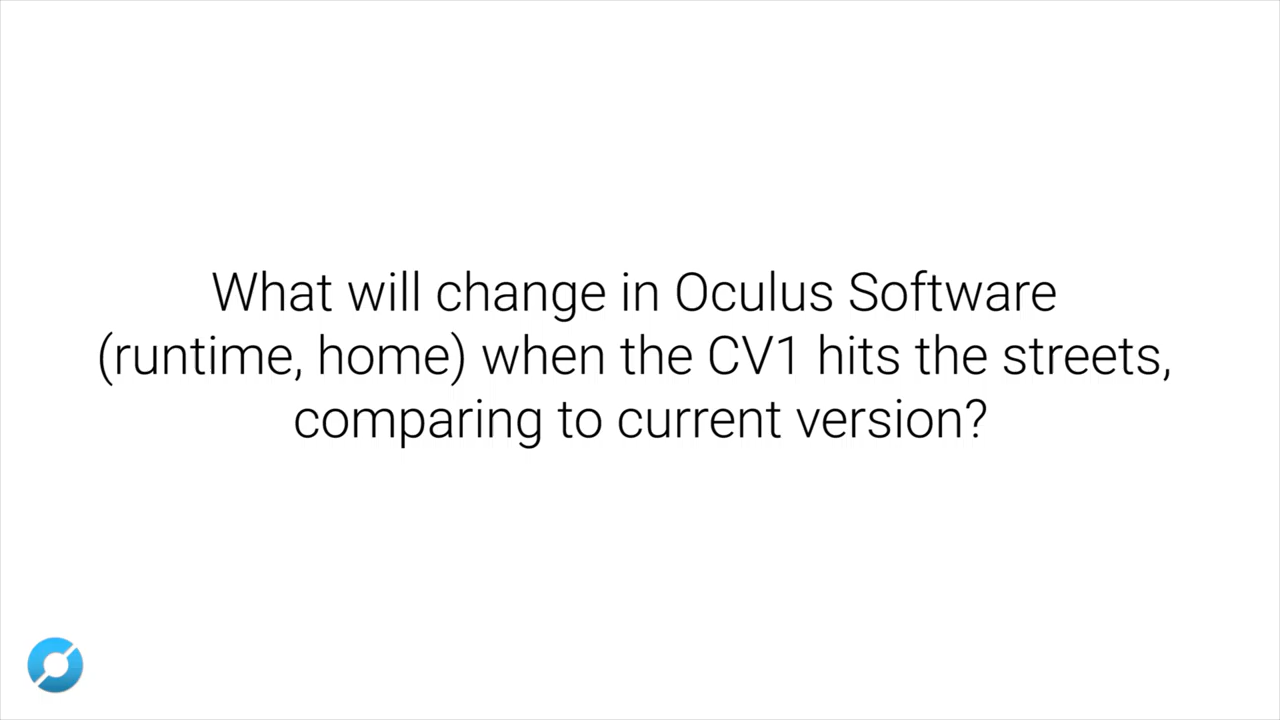 What will change in Oculus Software
(runtime, home) when the CV1 hits the streets,
comparing to current version?